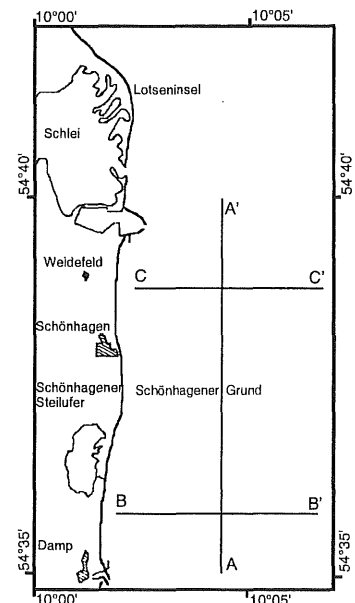 10°00' 10°05'
Lotseninsel
Schlei
54°40' 54°40'
A'
Weidefeld
C C'
Schönhagen
Schönhagener Schönhagener Grund
Steilufer
B B'
Damp
54°35' 54°35'
A
10°00' 10°05'